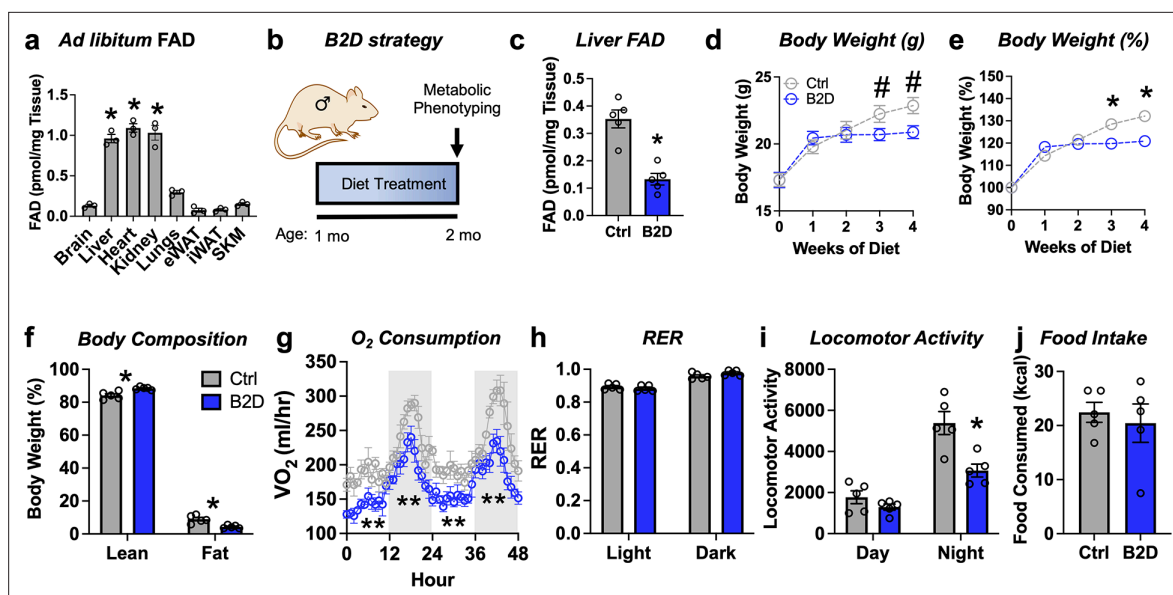 a
Ad libitum FAD
FAD (pmol/mg Tissue)
1.5
1.0
0.5
0.0
* * *
Brain
Liver
Heart
Kidney
Lungs
eWAT
iWAT
SKM
b
B2D strategy
♂
Metabolic
Phenotyping
Diet Treatment
Age: 1 mo 2 mo
c
Liver FAD
FAD (pmol/mg Tissue)
0.5
0.4
0.3
0.2
0.1
0.0
*
Ctrl B2D
d
Body Weight (g)
Body Weight (g)
25
20
15
Ctrl
B2D
# #
0 1 2 3 4
Weeks of Diet
e
Body Weight (%)
Body Weight (%)
150
140
130
120
110
100
90
* *
0 1 2 3 4
Weeks of Diet
f
Body Composition
Body Weight (%)
100
80
60
40
20
0
*
*
Ctrl
B2D
Lean Fat
g
O2 Consumption
VO2 (ml/hr)
350
300
250
200
150
100
** ** ** **
0 12 24 36 48
Hour
h
RER
RER
1.0
0.8
0.6
0.4
0.2
0.0
Light Dark
i
Locomotor Activity
Locomotor Activity
8000
6000
4000
2000
0
*
Day Night
j
Food Intake
Food Consumed (kcal)
30
20
10
0
Ctrl B2D